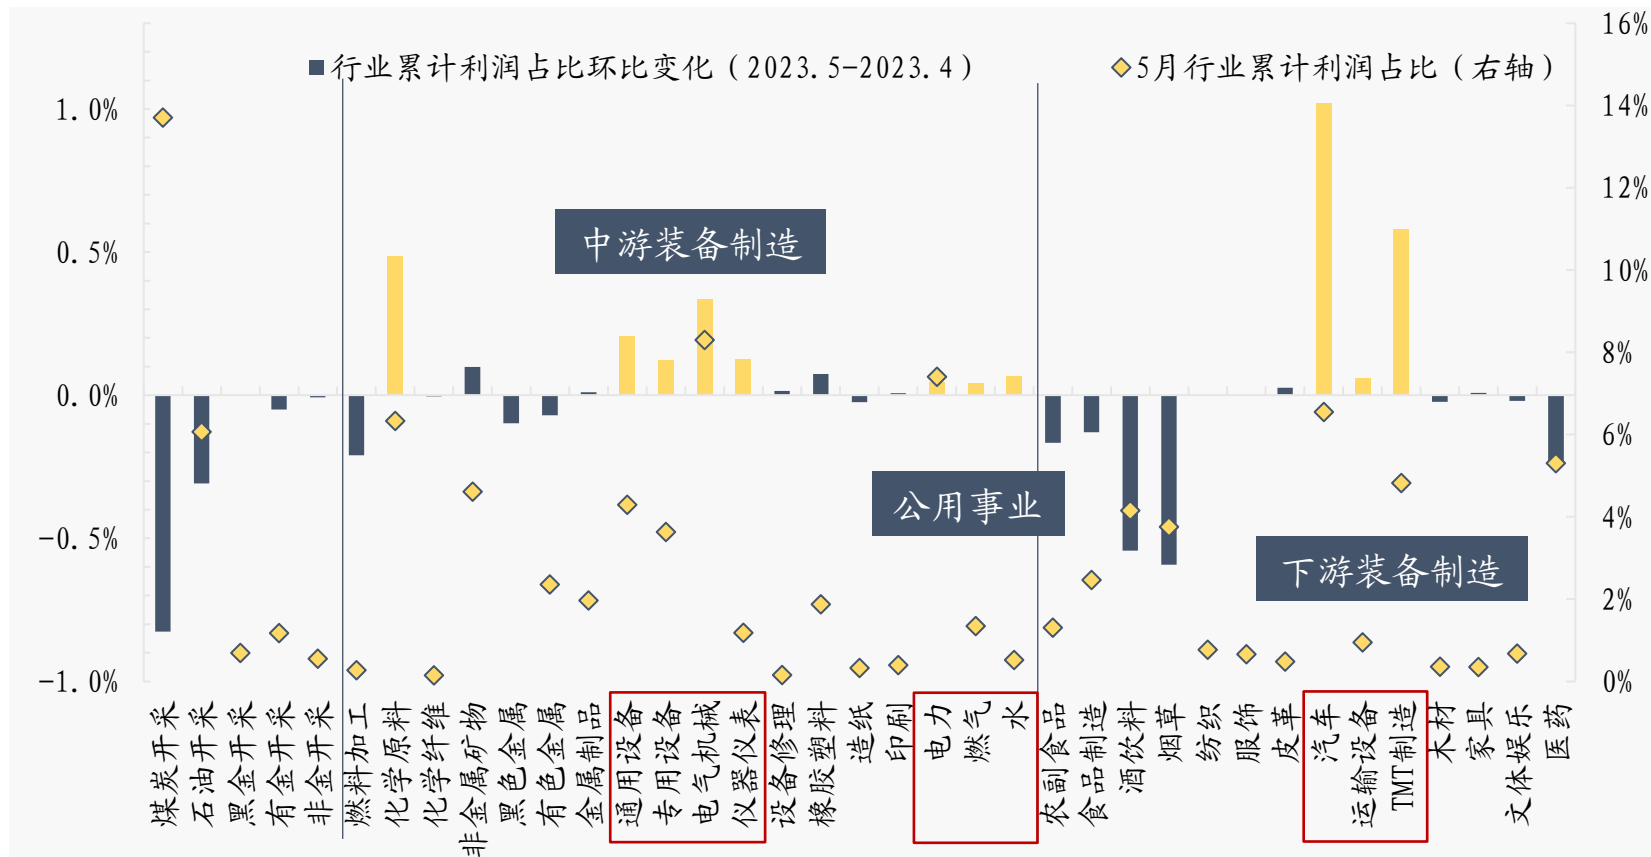 行业累计利润占比环比变化（2023.5-2023.4）
5月行业累计利润占比（右轴）
1.0%
0.5%
0.0%
-0.5%
-1.0%
16%
14%
12%
10%
8%
6%
4%
2%
0%
中游装备制造
公用事业
下游装备制造
煤炭开采
石油开采
黑金开采
有金开采
非金开采
燃料加工
化学原料
化学纤维
非金属矿物
黑色金属
有色金属
金属制品
通用设备
专用设备
电气机械
仪器仪表
设备修理
橡胶塑料
造纸
印刷
电力
燃气
水
农副食品
食品制造
酒饮料
烟草
纺织
服饰
皮革
汽车
运输设备
TMT制造
木材
家具
文体娱乐
医药